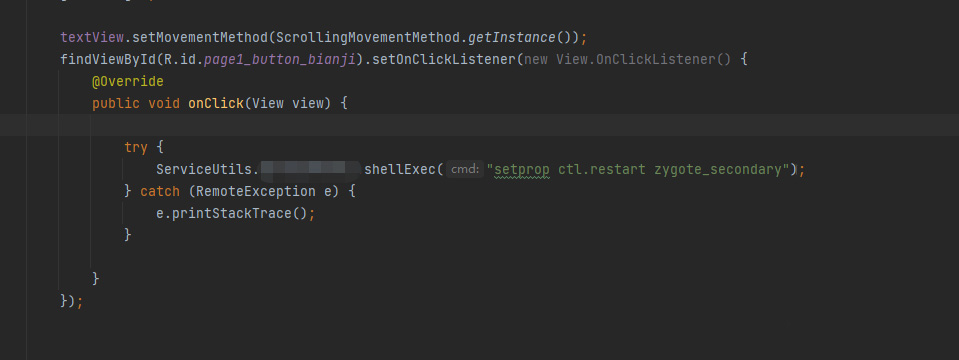 textView.setMovementMethod(ScrollingMovementMethod.getInstance());
findViewById(R.id.page1_button_bianji).setOnClickListener(new View.OnClickListener() {
@Override
public void onClick(View view) {
try {
ServiceUtils. shellExec( cmd: "setprop ctl.restart zygote_secondary");
} catch (RemoteException e) {
e.printStackTrace();
}
}
});